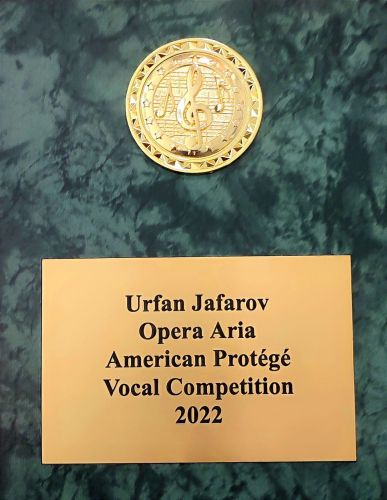 Urfan Jafarov
Opera Aria
American Protégé
Vocal Competition
2022